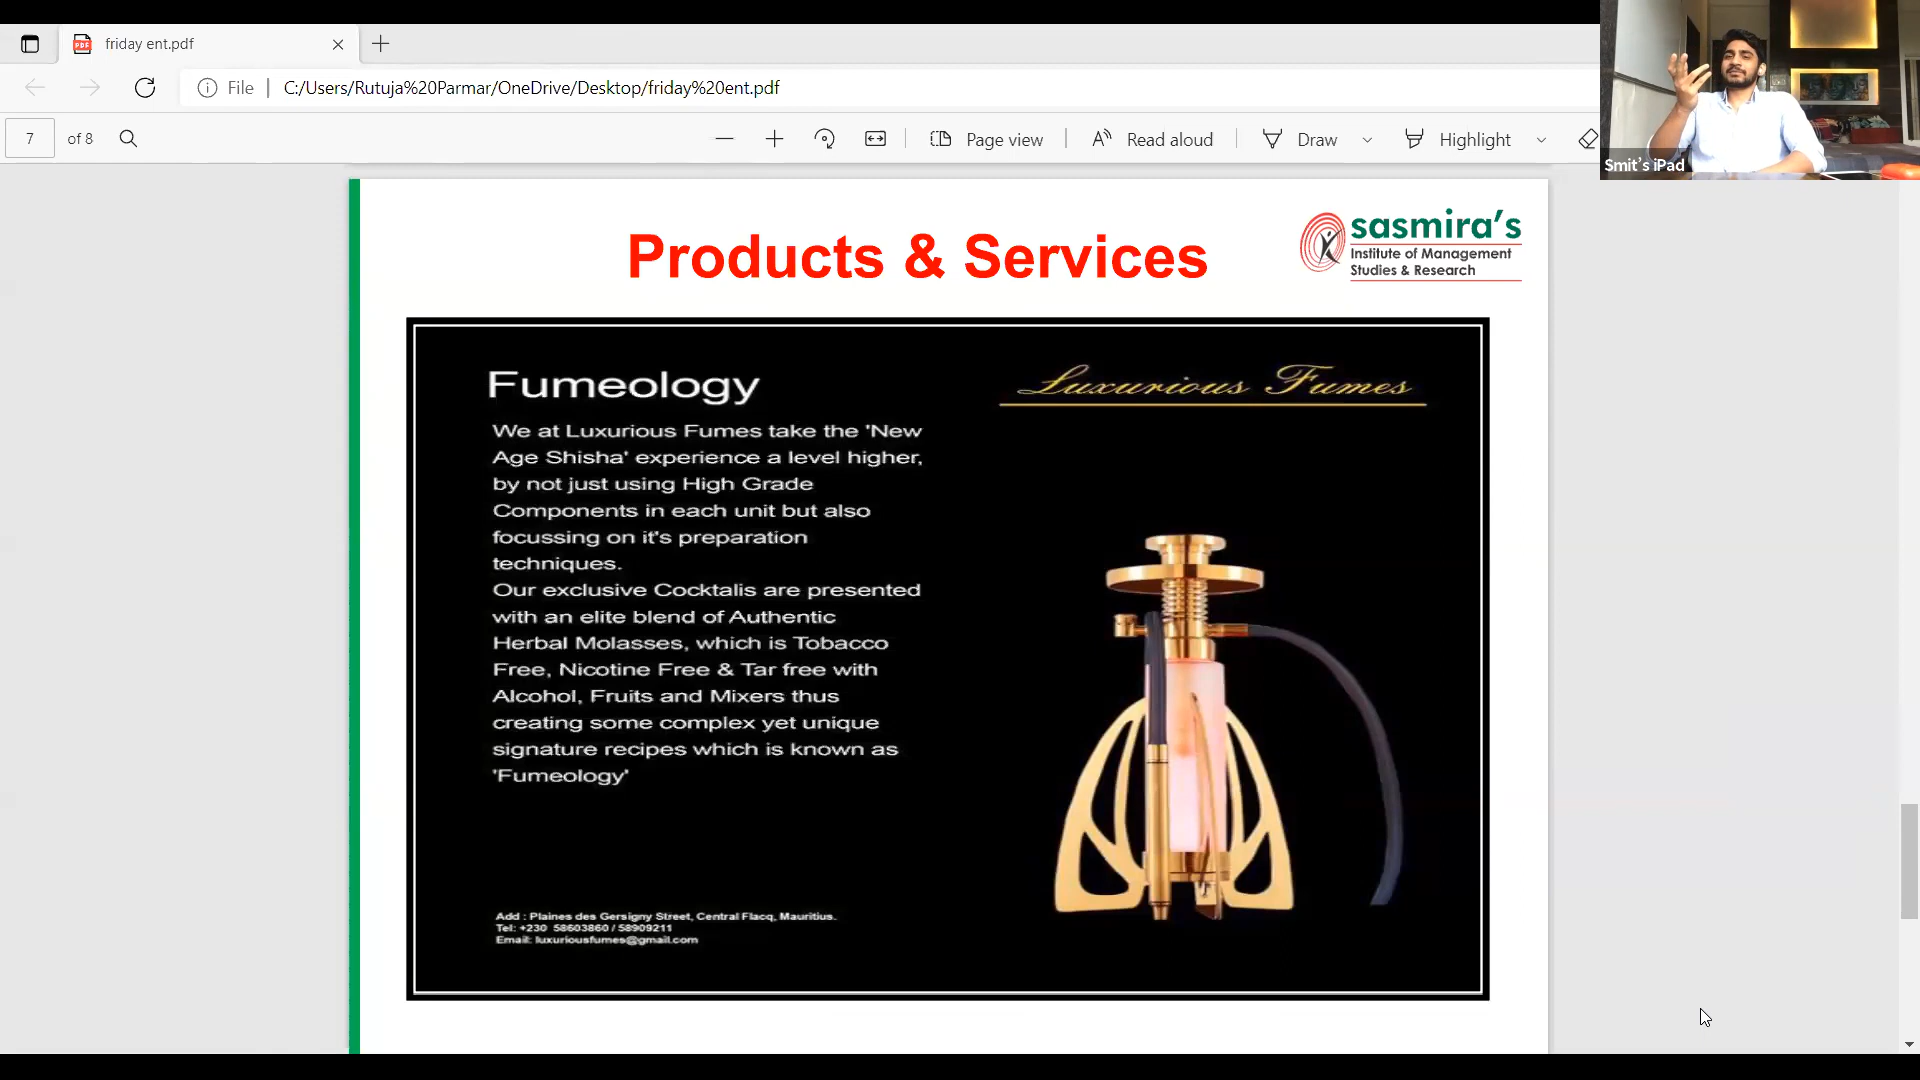 friday ent.pdf
File
C:/Users/Rutuja%20Parmar/OneDrive/Desktop/friday%20ent.pdf
7 of 8
Page view
Read aloud
Draw
Highlight
Smit's iPad
Products & Services
sasmira's
Institute of Management
Studies & Research
Fumeology
Luxurious Fumes
We at Luxurious Fumes take the 'New
Age Shisha' experience a level higher,
by not just using High Grade
Components in each unit but also
focussing on it's preparation
techniques.
Our exclusive Cocktalis are presented
with an elite blend of Authentic
Herbal Molasses, which is Tobacco
Free, Nicotine Free & Tar free with
Alcohol, Fruits and Mixers thus
creating some complex yet unique
signature recipes which is known as
'Fumeology'
Add : Plaines des Gersigny Street, Central Flacq, Mauritius.
Tel: +230 58603860 / 58909211
Email: luxuriousfumes@gmail.com